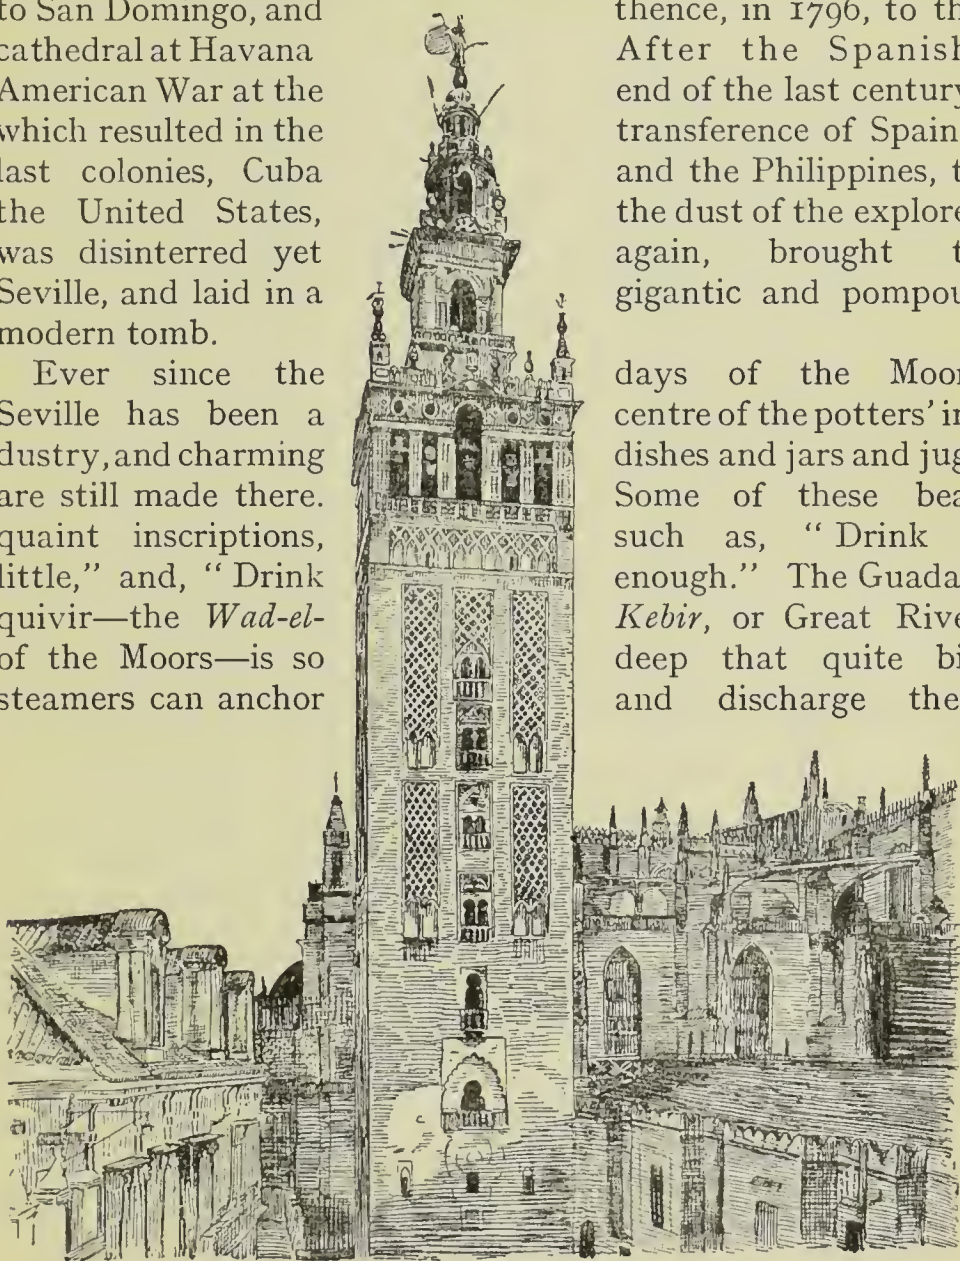 to San Domingo, and thence, in 1796, to th
cathedral at Havana After the Spanish
American War at the end of the last century
which resulted in the transference of Spain
last colonies, Cuba and the Philippines, t
the United States, the dust of the explore
was disinterred yet again, brought t
Seville, and laid in a gigantic and pompou
modern tomb.
Ever since the days of the Moor
Seville has been a centre of the potters' in
dustry, and charming dishes and jars and jug
are still made there. Some of these bea
quaint inscriptions, such as, "Drink
little," and, "Drink enough." The Guada
quivir—the Wad-el- Kebir, or Great Rive
of the Moors—is so deep that quite bi
steamers can anchor and discharge the